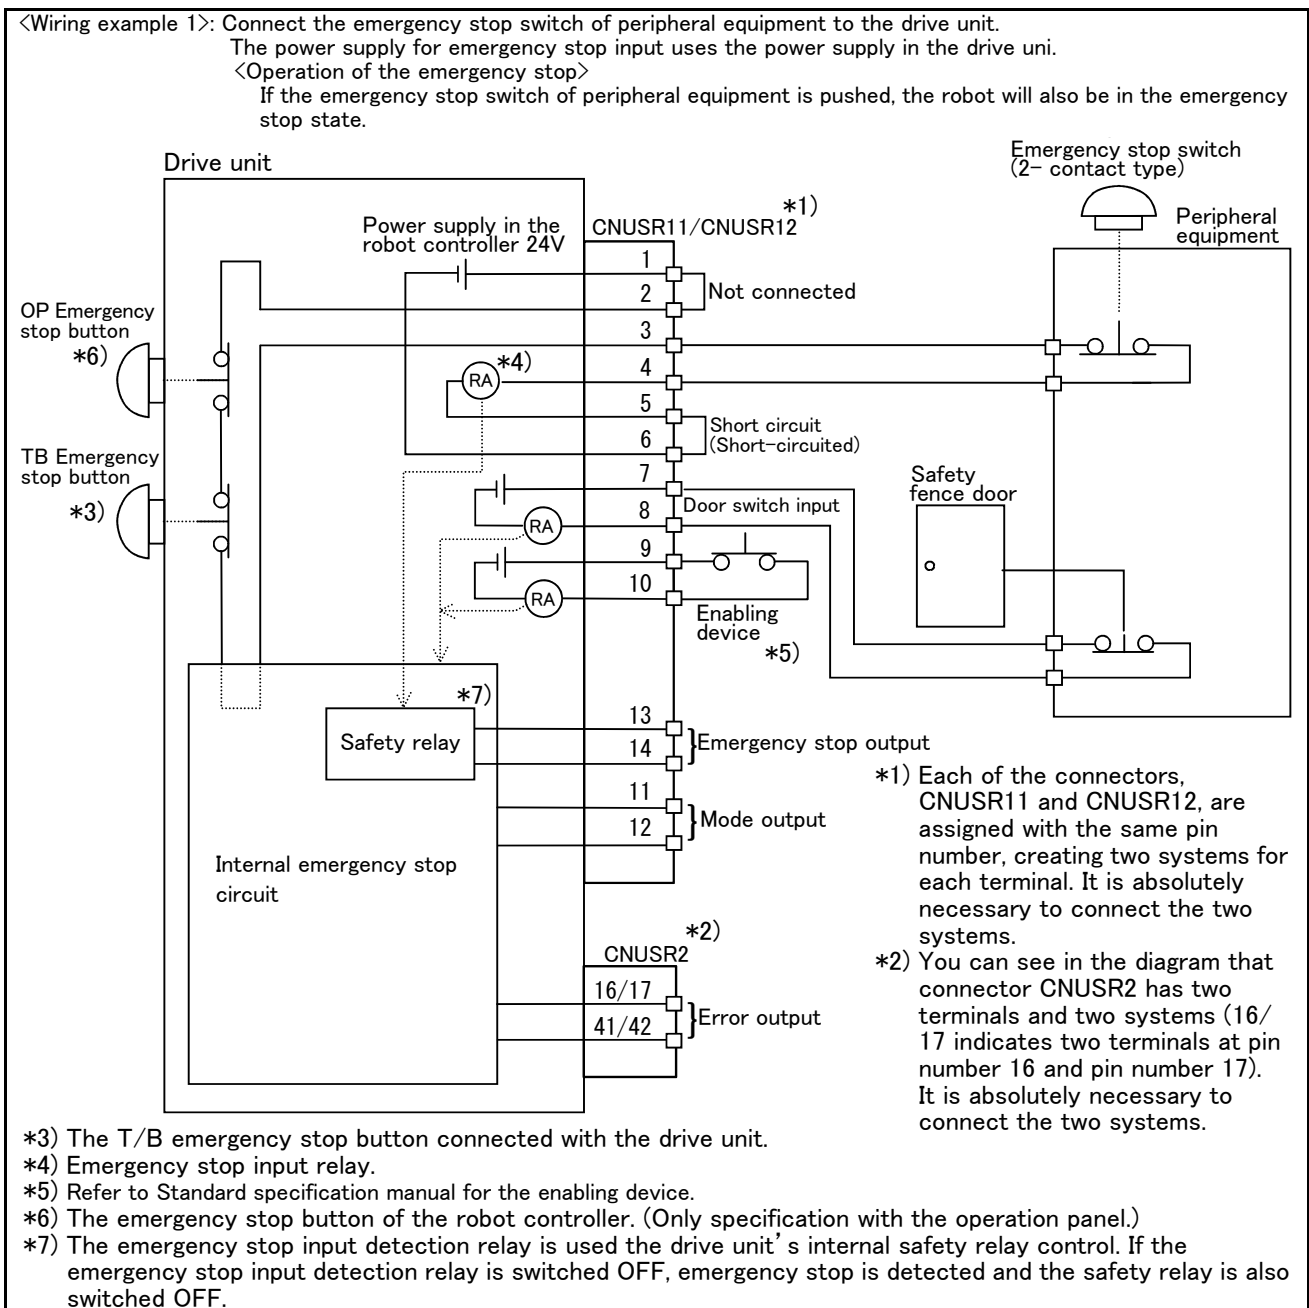 <Wiring example 1>: Connect the emergency stop switch of peripheral equipment to the drive unit.
The power supply for emergency stop input uses the power supply in the drive uni.
<Operation of the emergency stop>
If the emergency stop switch of peripheral equipment is pushed, the robot will also be in the emergency
stop state.
Drive unit
Emergency stop switch
(2- contact type)
Power supply in the
robot controller 24V
*1)
CNUSR11/CNUSR12
Peripheral
equipment
1
2
Not connected
OP Emergency
stop button
*6)
3
*4)
RA
4
5
6
Short circuit
(Short-circuited)
TB Emergency
stop button
*3)
7
Door switch input
8
RA
Safety
fence door
9
10
RA
Enabling
device
*5)
*7)
Safety relay
13
14
Emergency stop output
11
12
Mode output
Internal emergency stop
circuit
*2)
CNUSR2
16/17
41/42
Error output
*1) Each of the connectors,
CNUSR11 and CNUSR12, are
assigned with the same pin
number, creating two systems for
each terminal. It is absolutely
necessary to connect the two
systems.
*2) You can see in the diagram that
connector CNUSR2 has two
terminals and two systems (16/
17 indicates two terminals at pin
number 16 and pin number 17).
It is absolutely necessary to
connect the two systems.
*3) The T/B emergency stop button connected with the drive unit.
*4) Emergency stop input relay.
*5) Refer to Standard specification manual for the enabling device.
*6) The emergency stop button of the robot controller. (Only specification with the operation panel.)
*7) The emergency stop input detection relay is used the drive unit's internal safety relay control. If the
emergency stop input detection relay is switched OFF, emergency stop is detected and the safety relay is also
switched OFF.